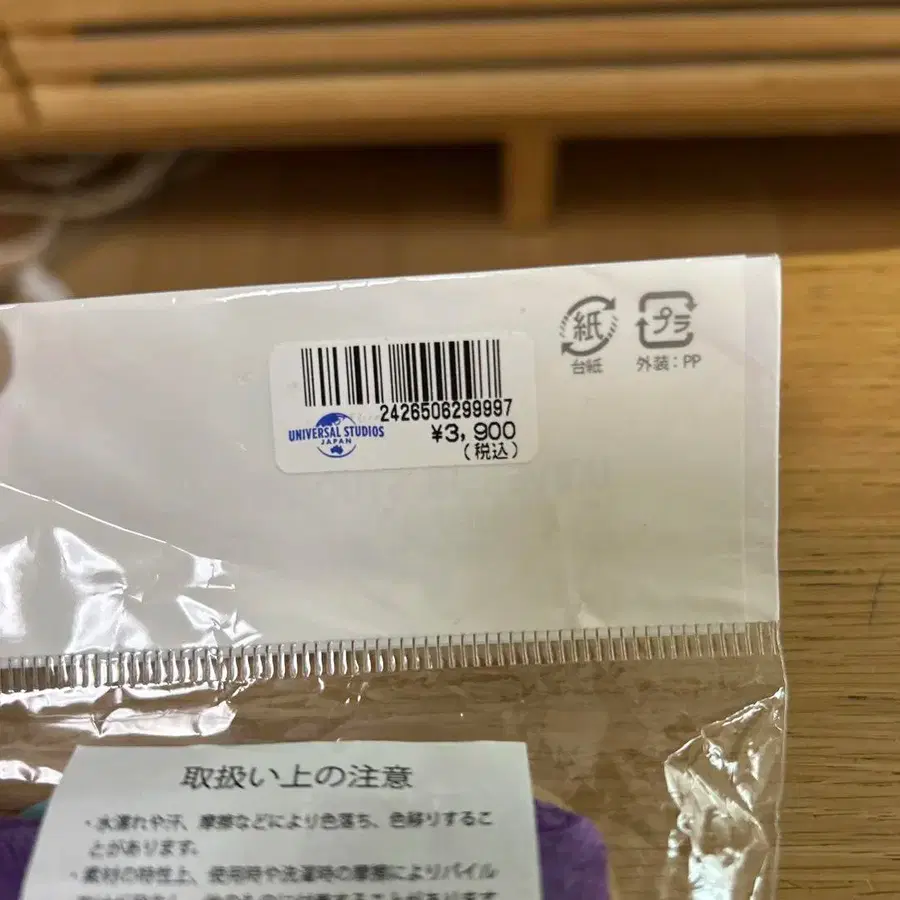 紙
台紙
プラ
外装:PP
2426506299997
UNIVERSAL STUDIOS
JAPAN
¥3,900
(税込)
取扱い上の注意
・水濡れや汗、摩擦などにより色落ち、色移りするこ
とがあります。
・素材の特性上、使用時や洗濯時の摩擦によりパイル